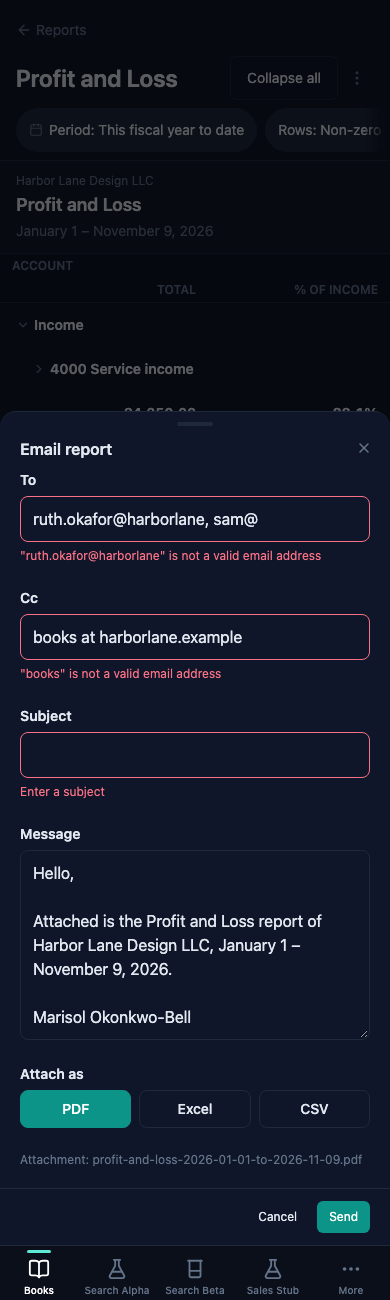 Reports
Profit and Loss
Collapse all
Period: This fiscal year to date
Rows: Non-zero
Harbor Lane Design LLC
Profit and Loss
January 1 – November 9, 2026
ACCOUNT
TOTAL
% OF INCOME
Income
4000 Service income
Email report
To
ruth.okafor@harborlane, sam@
"ruth.okafor@harborlane" is not a valid email address
Cc
books at harborlane.example
"books" is not a valid email address
Subject
Enter a subject
Message
Hello,
Attached is the Profit and Loss report of
Harbor Lane Design LLC, January 1 –
November 9, 2026.
Marisol Okonkwo-Bell
Attach as
PDF
Excel
CSV
Attachment: profit-and-loss-2026-01-01-to-2026-11-09.pdf
Cancel
Send
Books
Search Alpha
Search Beta
Sales Stub
More